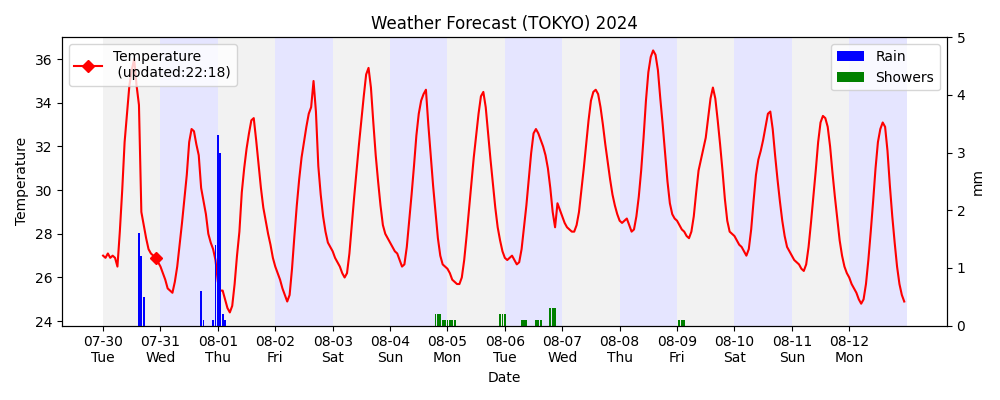 Weather Forecast (TOKYO) 2024
Temperature
(updated:22:18)
Rain
Showers
Temperature
36
34
32
30
28
26
24
5
4
3
2
1
0
mm
07-30 07-31 08-01 08-02 08-03 08-04 08-05 08-06 08-07 08-08 08-09 08-10 08-11 08-12
Tue Wed Thu Fri Sat Sun Mon Tue Wed Thu Fri Sat Sun Mon
Date